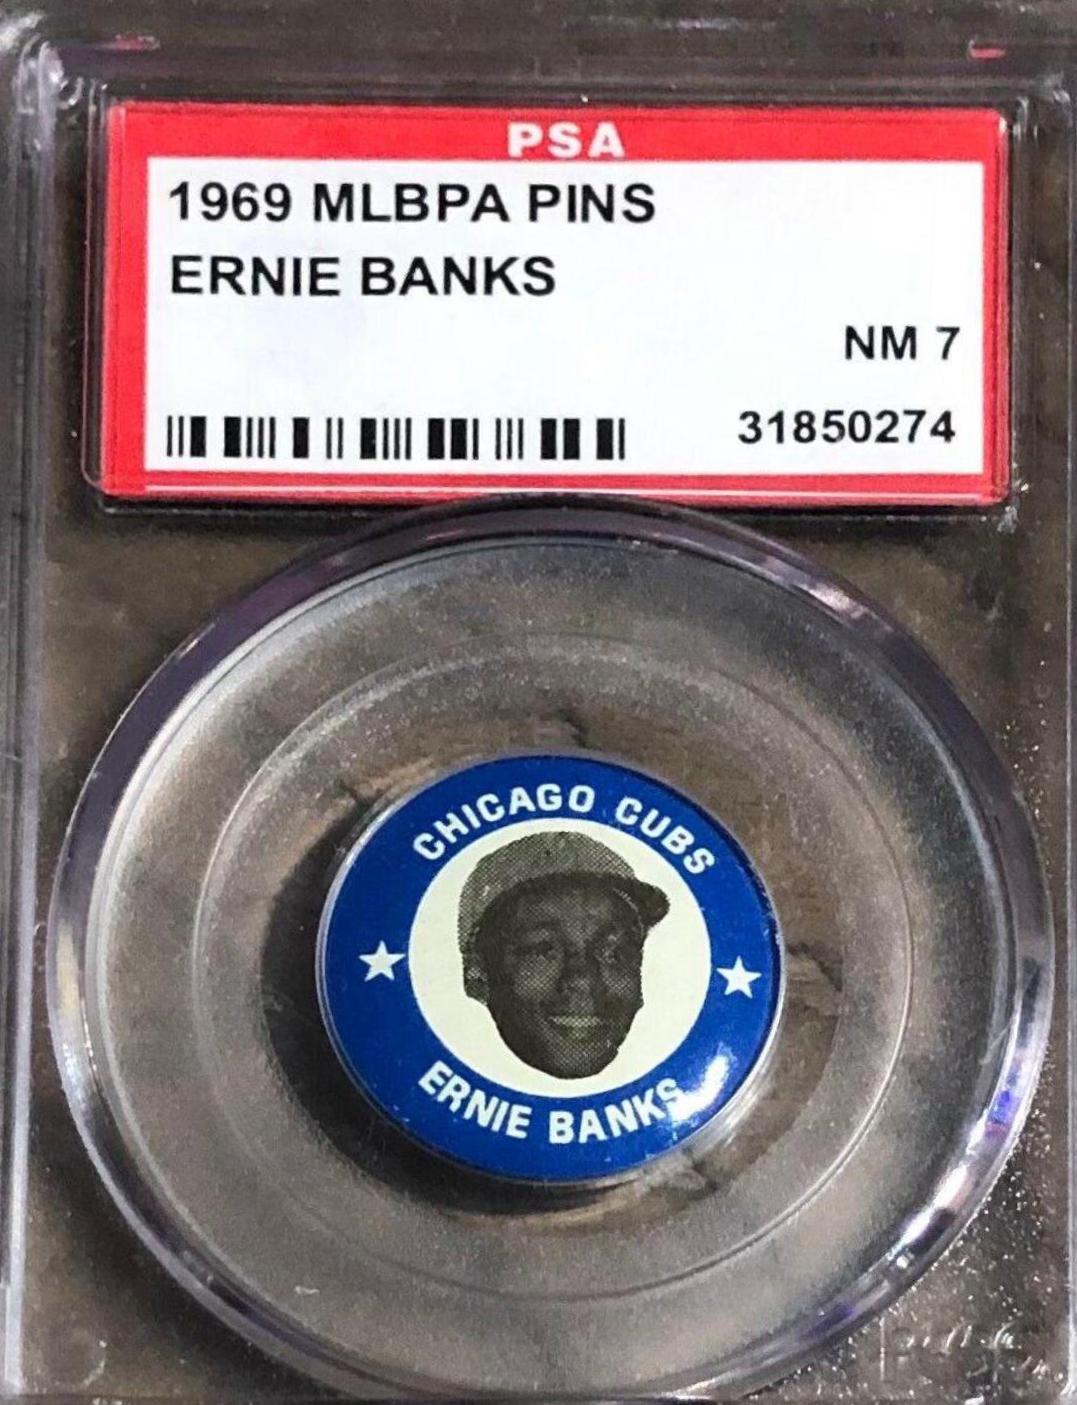 PSA
1969 MLBPA PINS
ERNIE BANKS
NM 7
31850274
CHICAGO CUBS
ERNIE BANKS